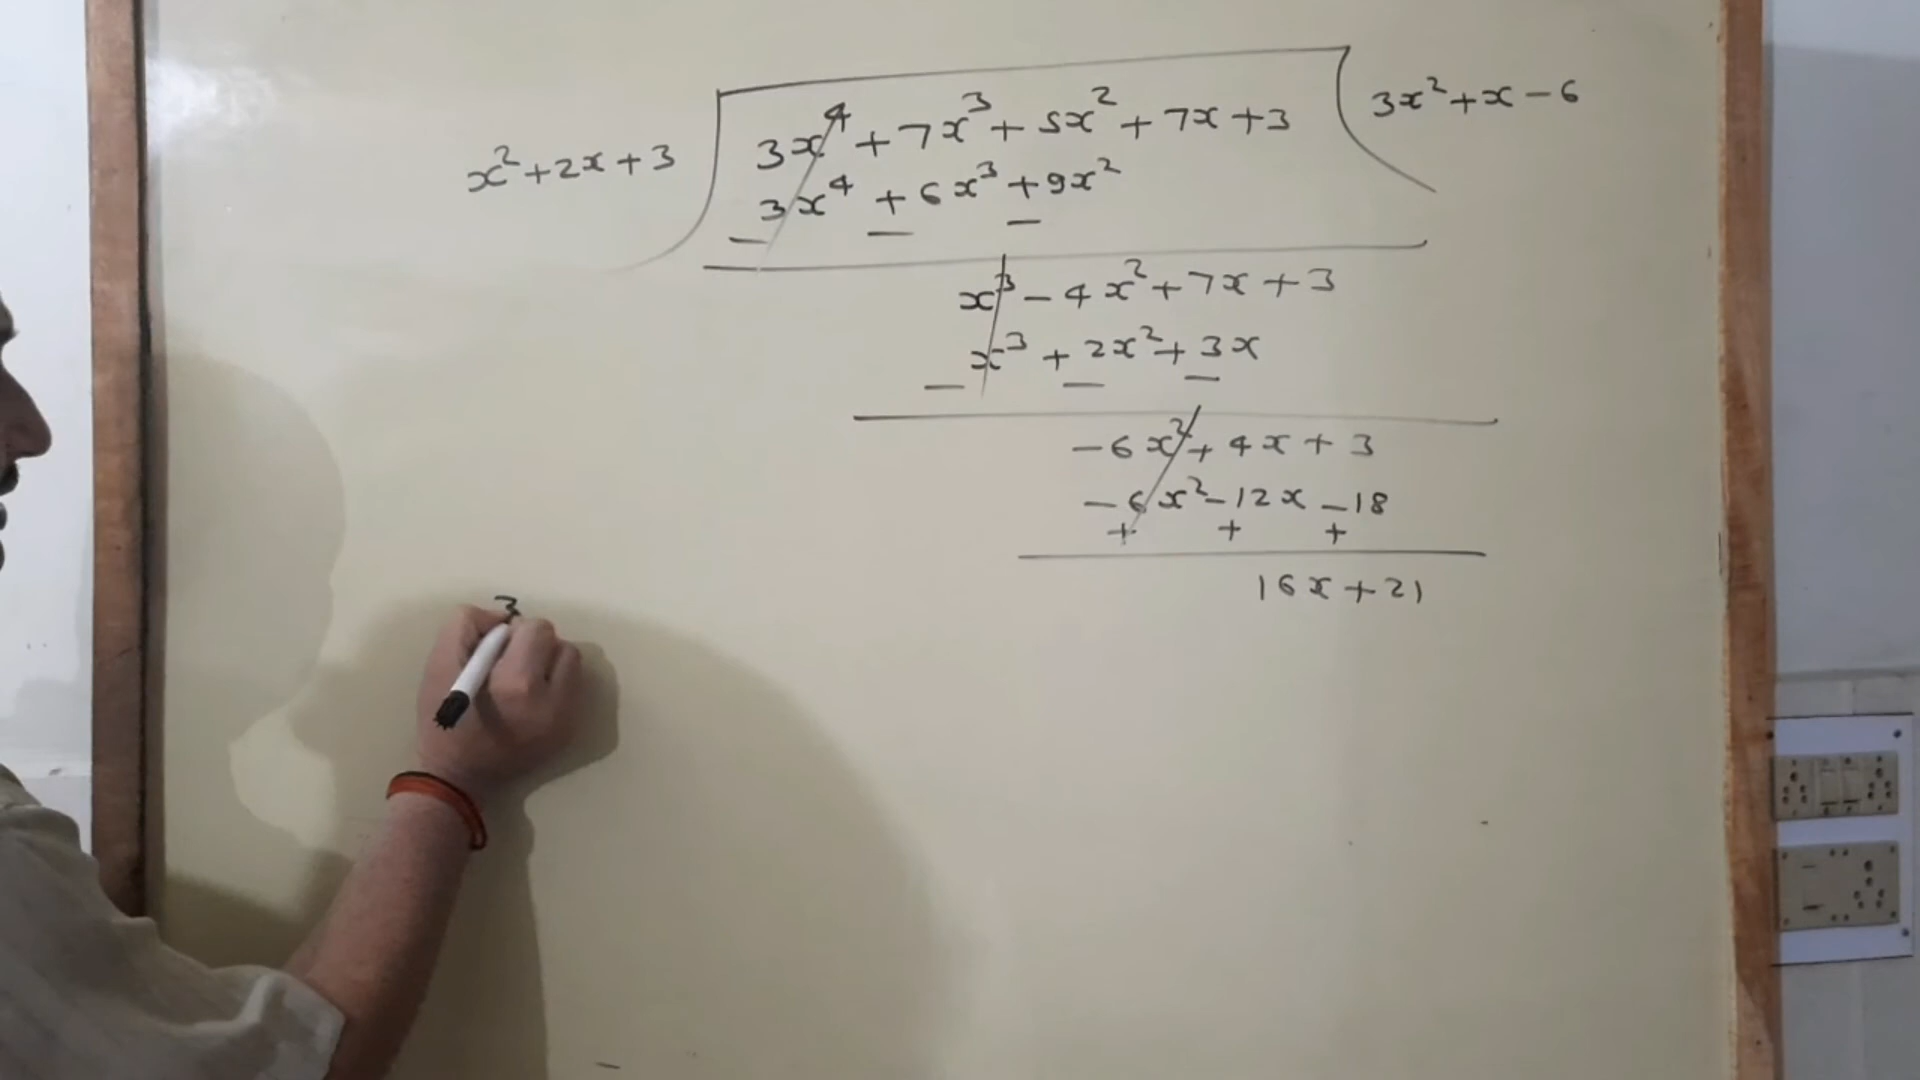 x²+2x+3 ) 3x⁴+7x³+5x²+7x+3 ( 3x²+x-6
3x⁴+6x³+9x²
- - -
x³-4x²+7x+3
x³+2x²+3x
- - -
-6x²+4x+3
-6x²-12x-18
+ + +
16x+21
3